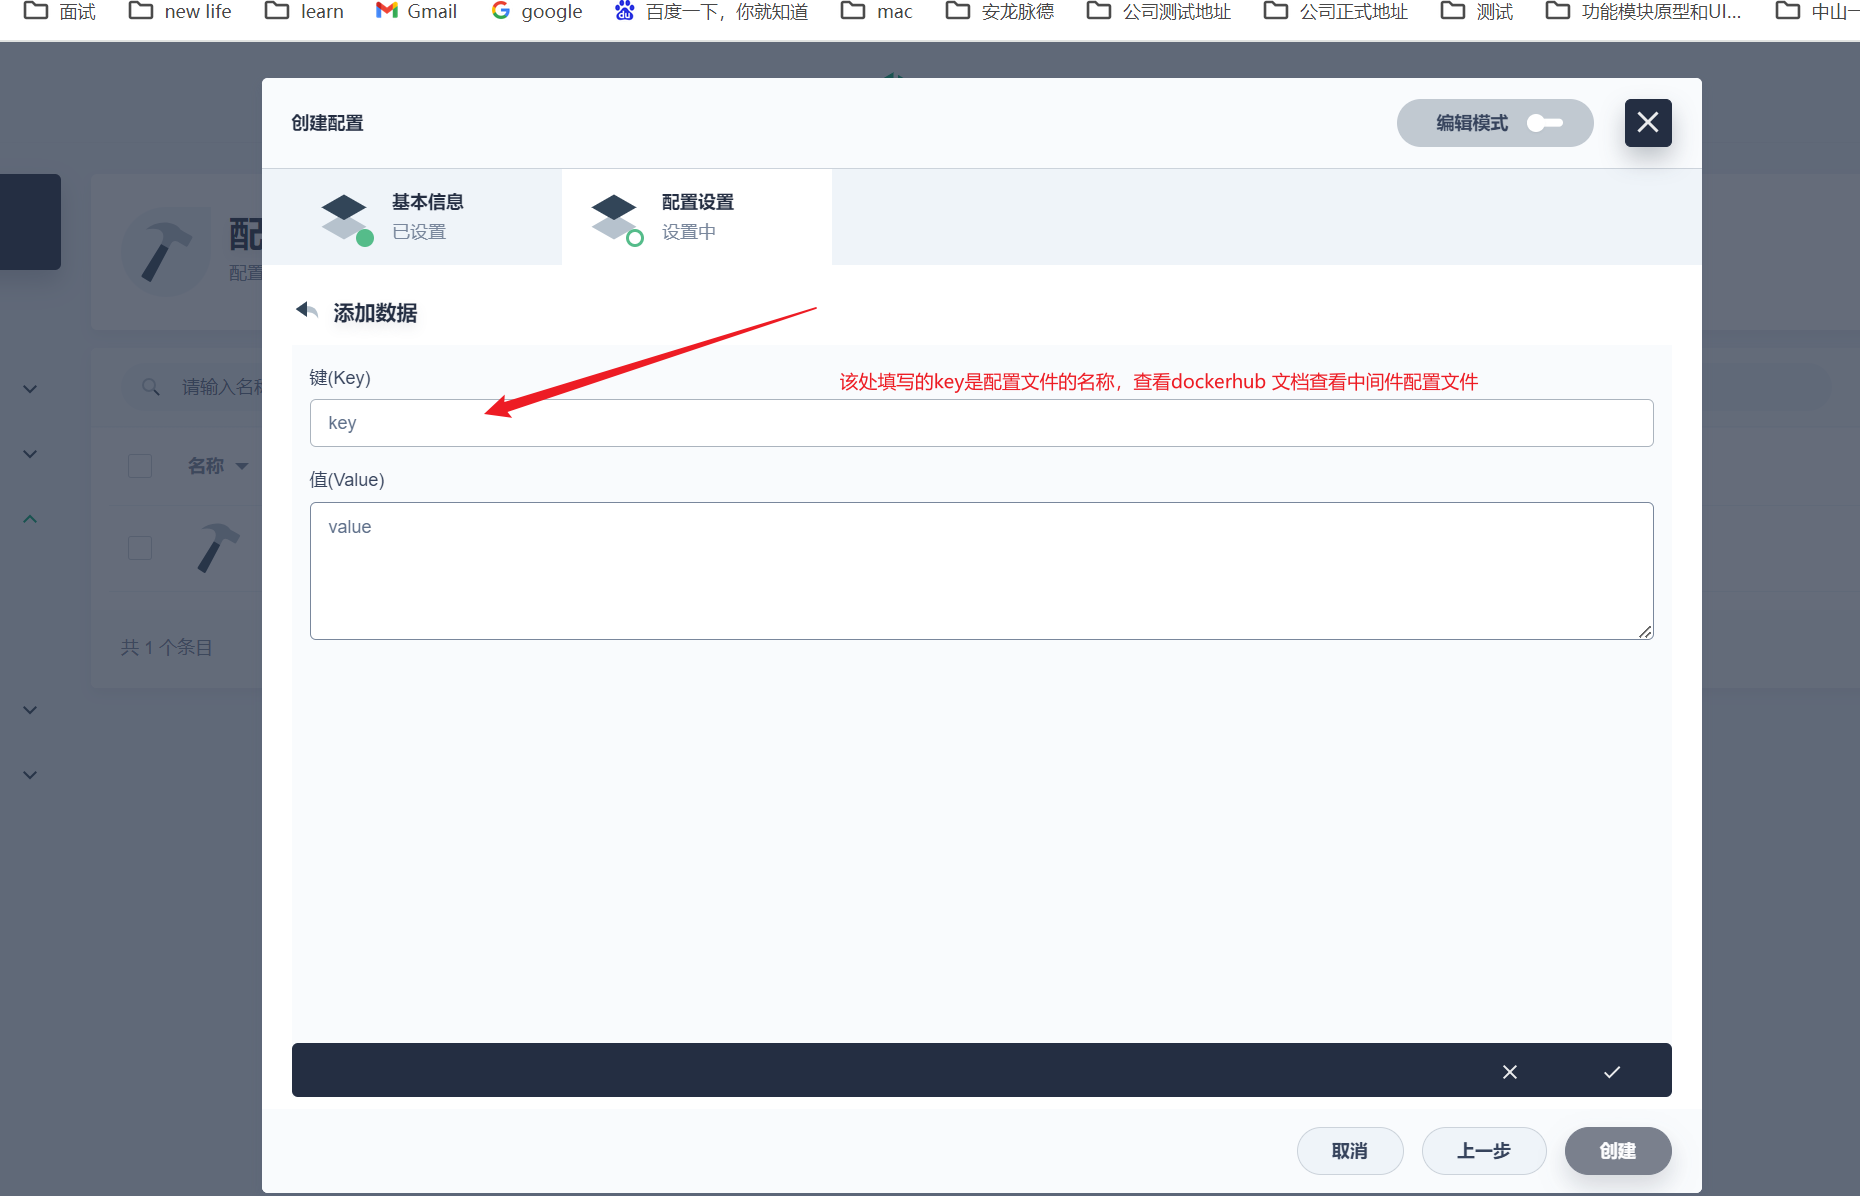 面试 new life learn Gmail google 百度一下，你就知道 mac 安龙脉德 公司测试地址 公司正式地址 测试 功能模块原型和UI... 中山一
创建配置 编辑模式
基本信息 配置设置
已设置 设置中
配
配置
添加数据
键(Key) 该处填写的key是配置文件的名称，查看dockerhub 文档查看中间件配置文件
请输入名称
key
名称
值(Value)
value
共 1 个条目
取消 上一步 创建